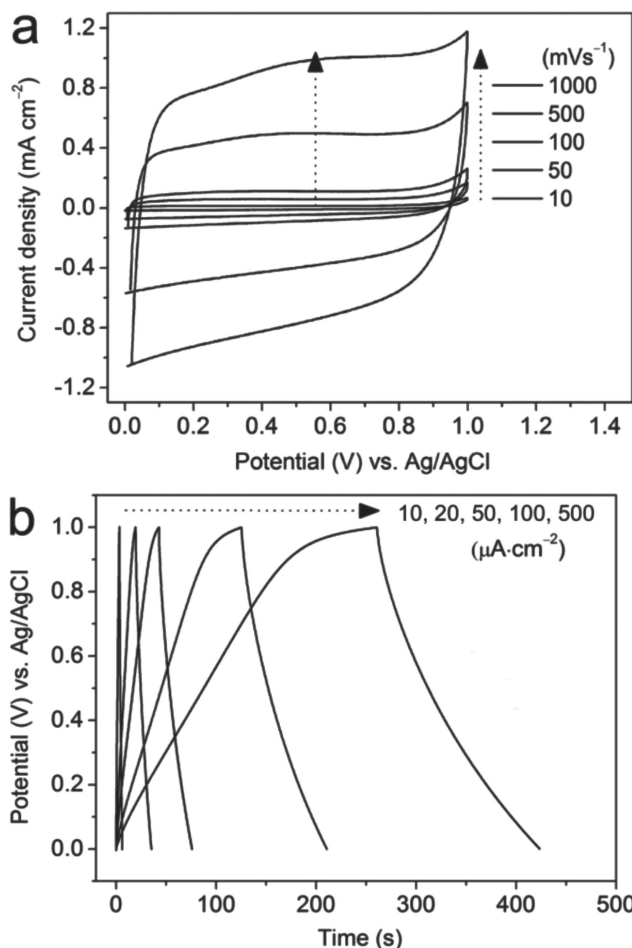 a
1.2
0.8
0.4
0.0
-0.4
-0.8
-1.2
Current density (mA cm⁻²)
(mVs⁻¹)
1000
500
100
50
10
0.0 0.2 0.4 0.6 0.8 1.0 1.2 1.4
Potential (V) vs. Ag/AgCl
b
10, 20, 50, 100, 500
(μA·cm⁻²)
1.0
0.8
0.6
0.4
0.2
0.0
Potential (V) vs. Ag/AgCl
0 100 200 300 400 500
Time (s)